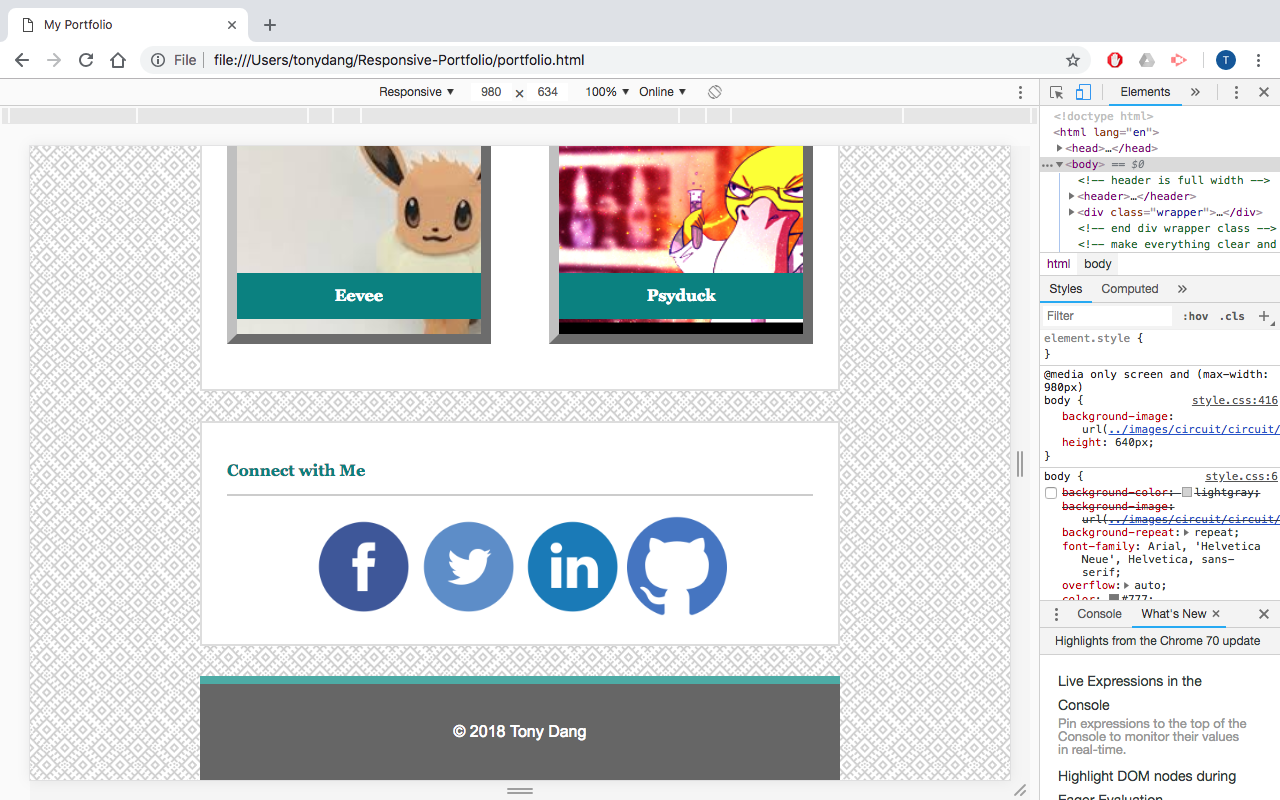 My Portfolio
File
file:///Users/tonydang/Responsive-Portfolio/portfolio.html
T
Responsive ▼ 980 × 634 100% ▼ Online ▼
Elements »
<!doctype html>
<html lang="en">
<head>…</head>
<body> == $0
<!-- header is full width -->
<header>…</header>
<div class="wrapper">…</div>
<!-- end div wrapper class -->
<!-- make everything clear and
html body
Styles Computed »
Filter :hov .cls +
element.style {
}
@media only screen and (max-width:
980px)
body { style.css:416
background-image:
url(../images/circuit/circuit/
height: 640px;
}
body { style.css:6
background-color: lightgray;
background-image:
url(../images/circuit/circuit/
background-repeat: repeat;
font-family: Arial, 'Helvetica
Neue', Helvetica, sans-
serif;
overflow: auto;
color: #777;
Console What's New ×
Highlights from the Chrome 70 update
Live Expressions in the
Console
Pin expressions to the top of the
Console to monitor their values
in real-time.
Highlight DOM nodes during
Eager Evaluation
Eevee
Psyduck
Connect with Me
f
in
© 2018 Tony Dang